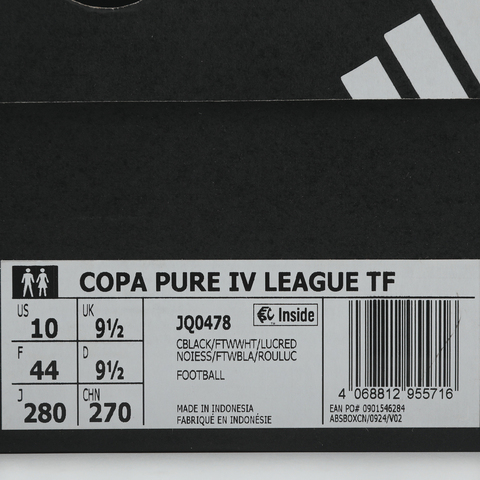 COPA PURE IV LEAGUE TF
US UK
10 9½
F D
44 9½
J CHN
280 270
JQ0478 Inside
CBLACK/FTWWHT/LUCRED
NOIESS/FTWBLA/ROULUC
FOOTBALL
MADE IN INDONESIA
FABRIQUÉ EN INDONÉSIE
4 068812 955716
EAN PO# 0901546284
ABSBOXCN/0924/V02